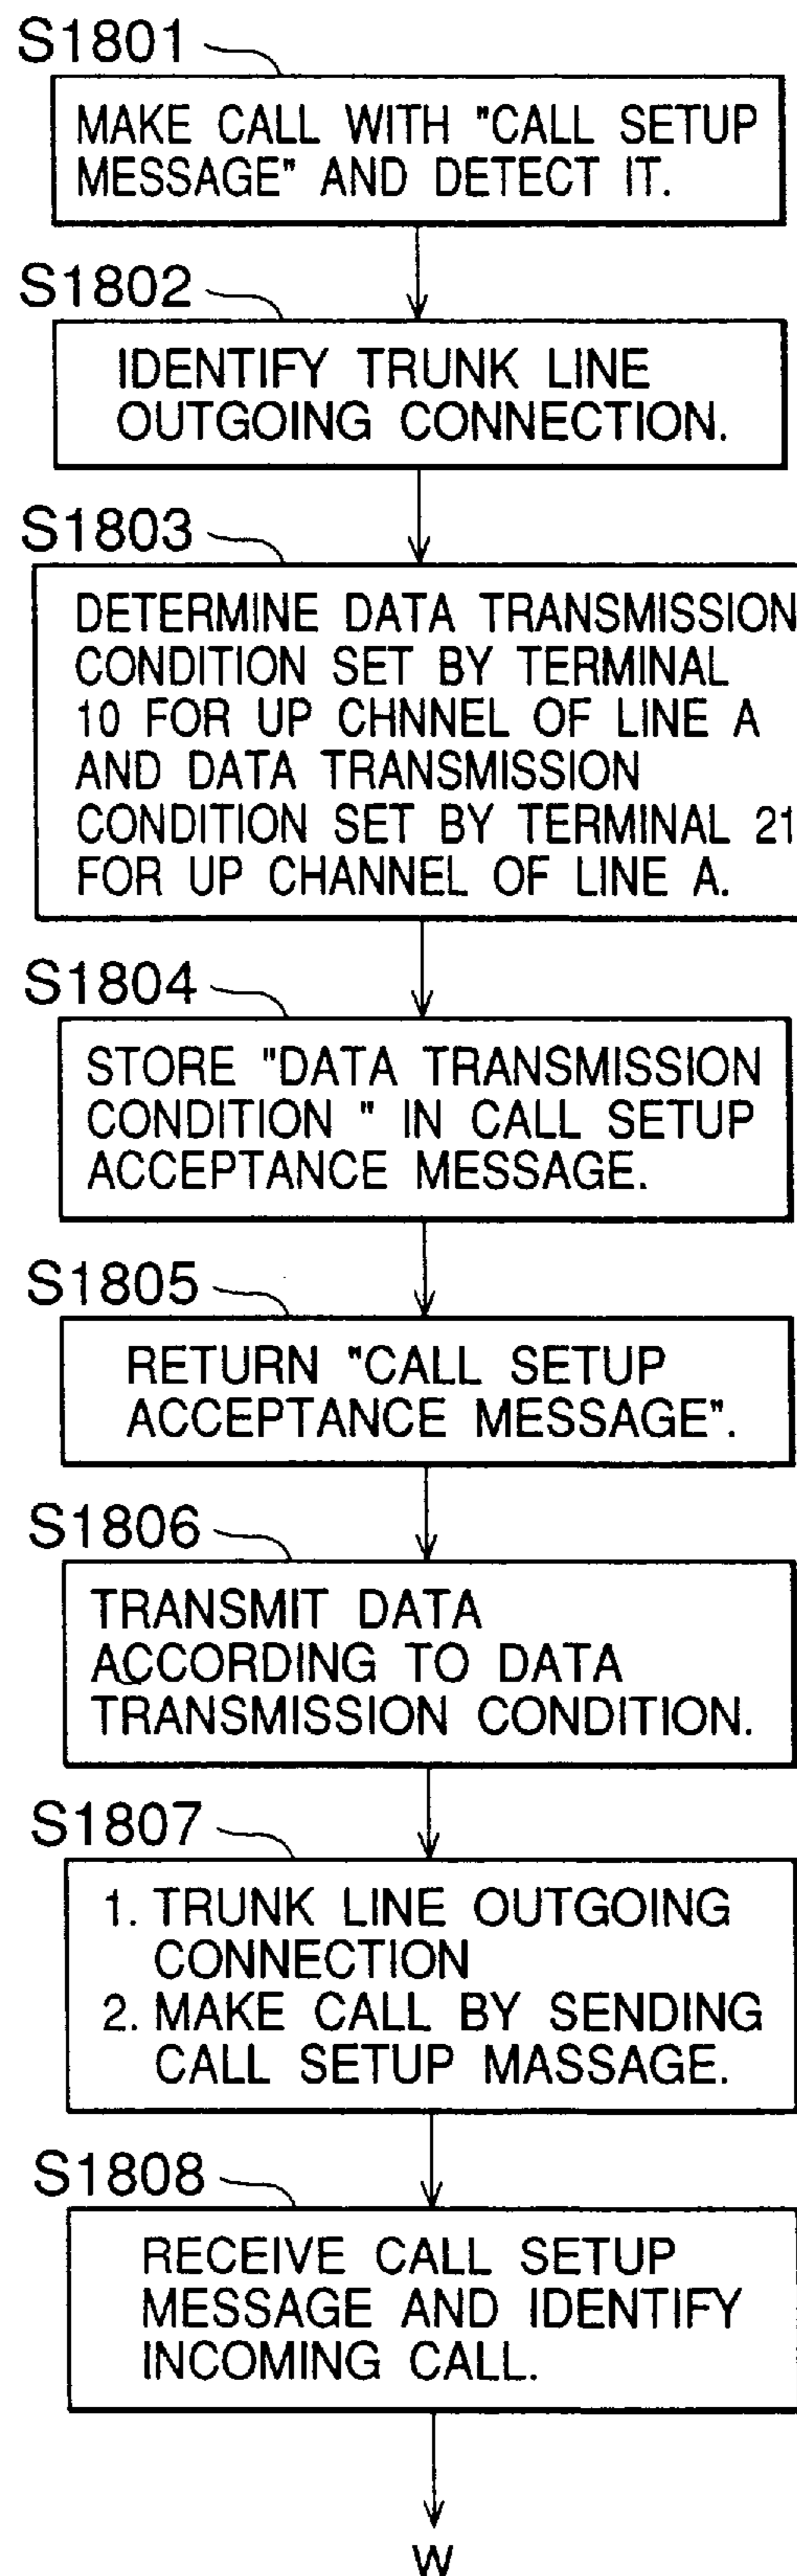 S1801
MAKE CALL WITH "CALL SETUP
MESSAGE" AND DETECT IT.
S1802
IDENTIFY TRUNK LINE
OUTGOING CONNECTION.
S1803
DETERMINE DATA TRANSMISSION
CONDITION SET BY TERMINAL
10 FOR UP CHNNEL OF LINE A
AND DATA TRANSMISSION
CONDITION SET BY TERMINAL 21
FOR UP CHANNEL OF LINE A.
S1804
STORE "DATA TRANSMISSION
CONDITION " IN CALL SETUP
ACCEPTANCE MESSAGE.
S1805
RETURN "CALL SETUP
ACCEPTANCE MESSAGE".
S1806
TRANSMIT DATA
ACCORDING TO DATA
TRANSMISSION CONDITION.
S1807
1. TRUNK LINE OUTGOING
CONNECTION
2. MAKE CALL BY SENDING
CALL SETUP MASSAGE.
S1808
RECEIVE CALL SETUP
MESSAGE AND IDENTIFY
INCOMING CALL.
W